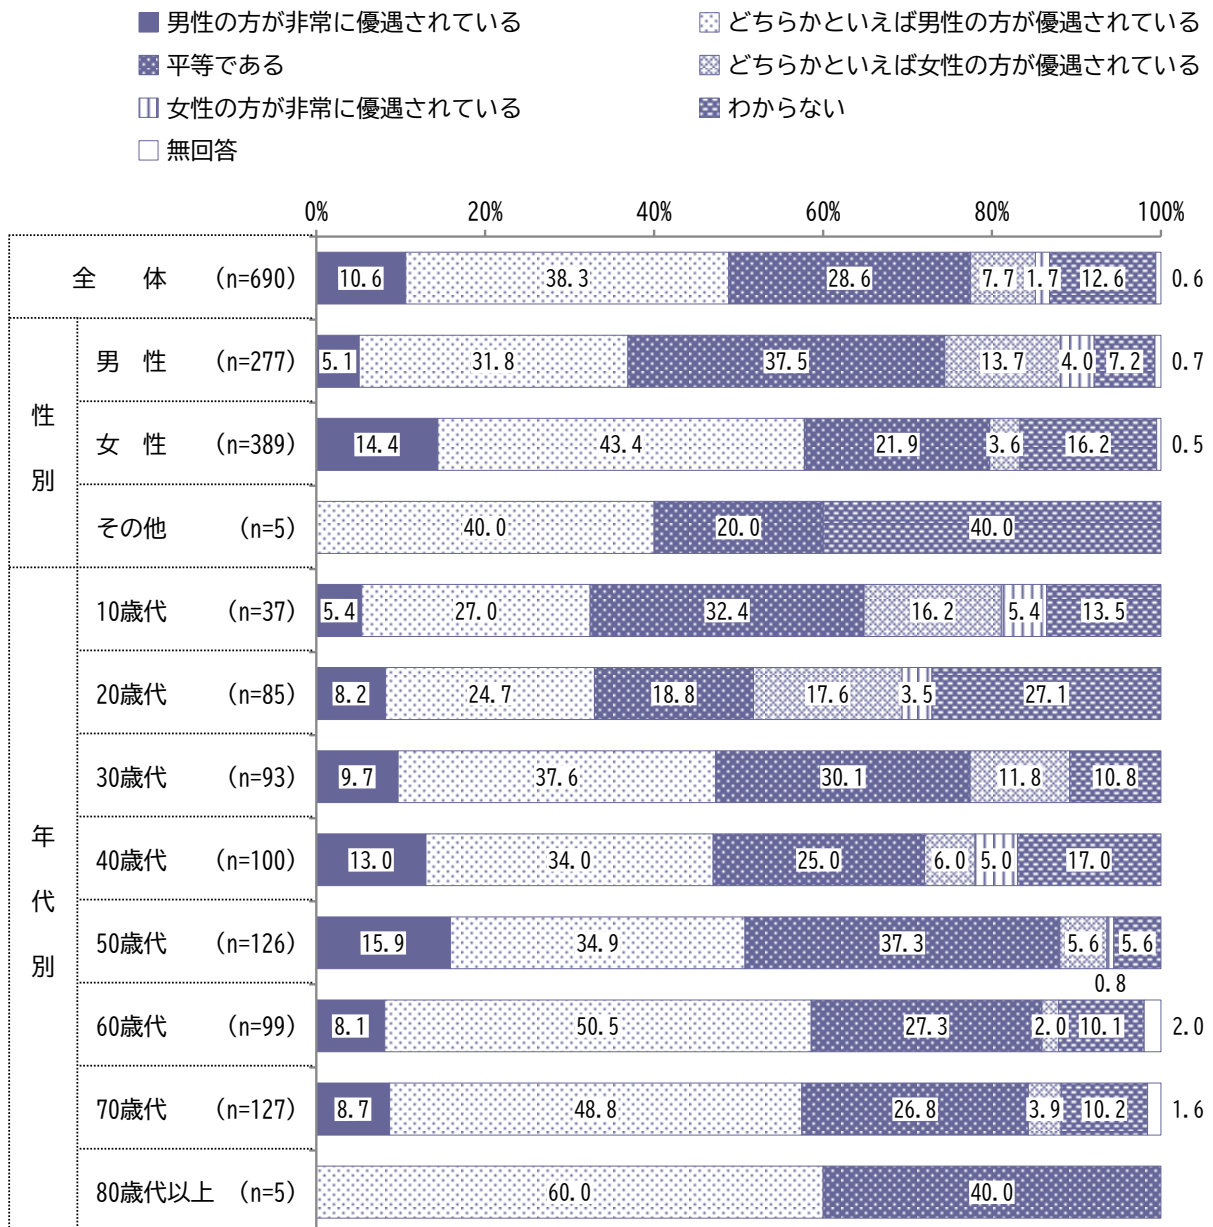 男性の方が非常に優遇されている　どちらかといえば男性の方が優遇されている
平等である　どちらかといえば女性の方が優遇されている
女性の方が非常に優遇されている　わからない
無回答
0%　20%　40%　60%　80%　100%
全　体　(n=690)　10.6　38.3　28.6　7.7　1.7　12.6　0.6
性別
男　性　(n=277)　5.1　31.8　37.5　13.7　4.0　7.2　0.7
女　性　(n=389)　14.4　43.4　21.9　3.6　16.2　0.5
その他　(n=5)　40.0　20.0　40.0
年代別
10歳代　(n=37)　5.4　27.0　32.4　16.2　5.4　13.5
20歳代　(n=85)　8.2　24.7　18.8　17.6　3.5　27.1
30歳代　(n=93)　9.7　37.6　30.1　11.8　10.8
40歳代　(n=100)　13.0　34.0　25.0　6.0　5.0　17.0
50歳代　(n=126)　15.9　34.9　37.3　5.6　5.6
0.8
60歳代　(n=99)　8.1　50.5　27.3　2.0　10.1　2.0
70歳代　(n=127)　8.7　48.8　26.8　3.9　10.2　1.6
80歳代以上　(n=5)　60.0　40.0